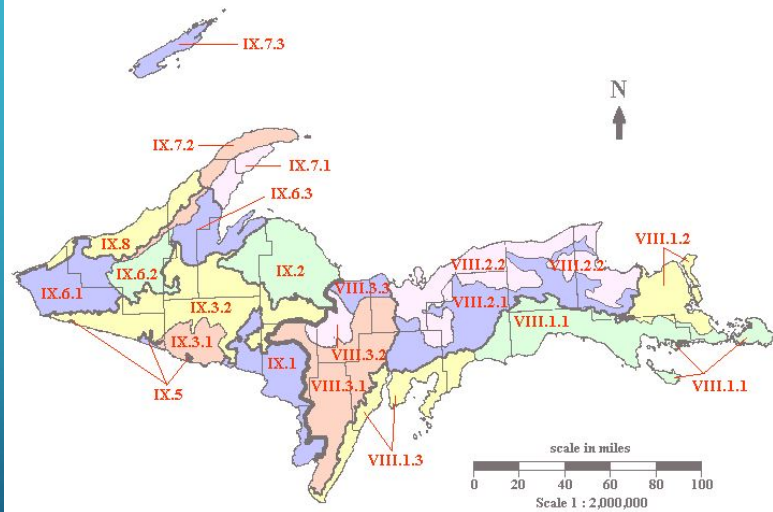 IX.7.3
N
IX.7.2
IX.7.1
IX.6.3
IX.8
VIII.1.2
IX.6.2
IX.2
VIII.2.2
VIII.2.2
IX.6.1
VIII.3.3
IX.3.2
VIII.2.1
VIII.1.1
IX.3.1
VIII.3.2
IX.1
IX.5
VIII.3.1
VIII.1.1
VIII.1.3
scale in miles
0 20 40 60 80 100
Scale 1 : 2,000,000